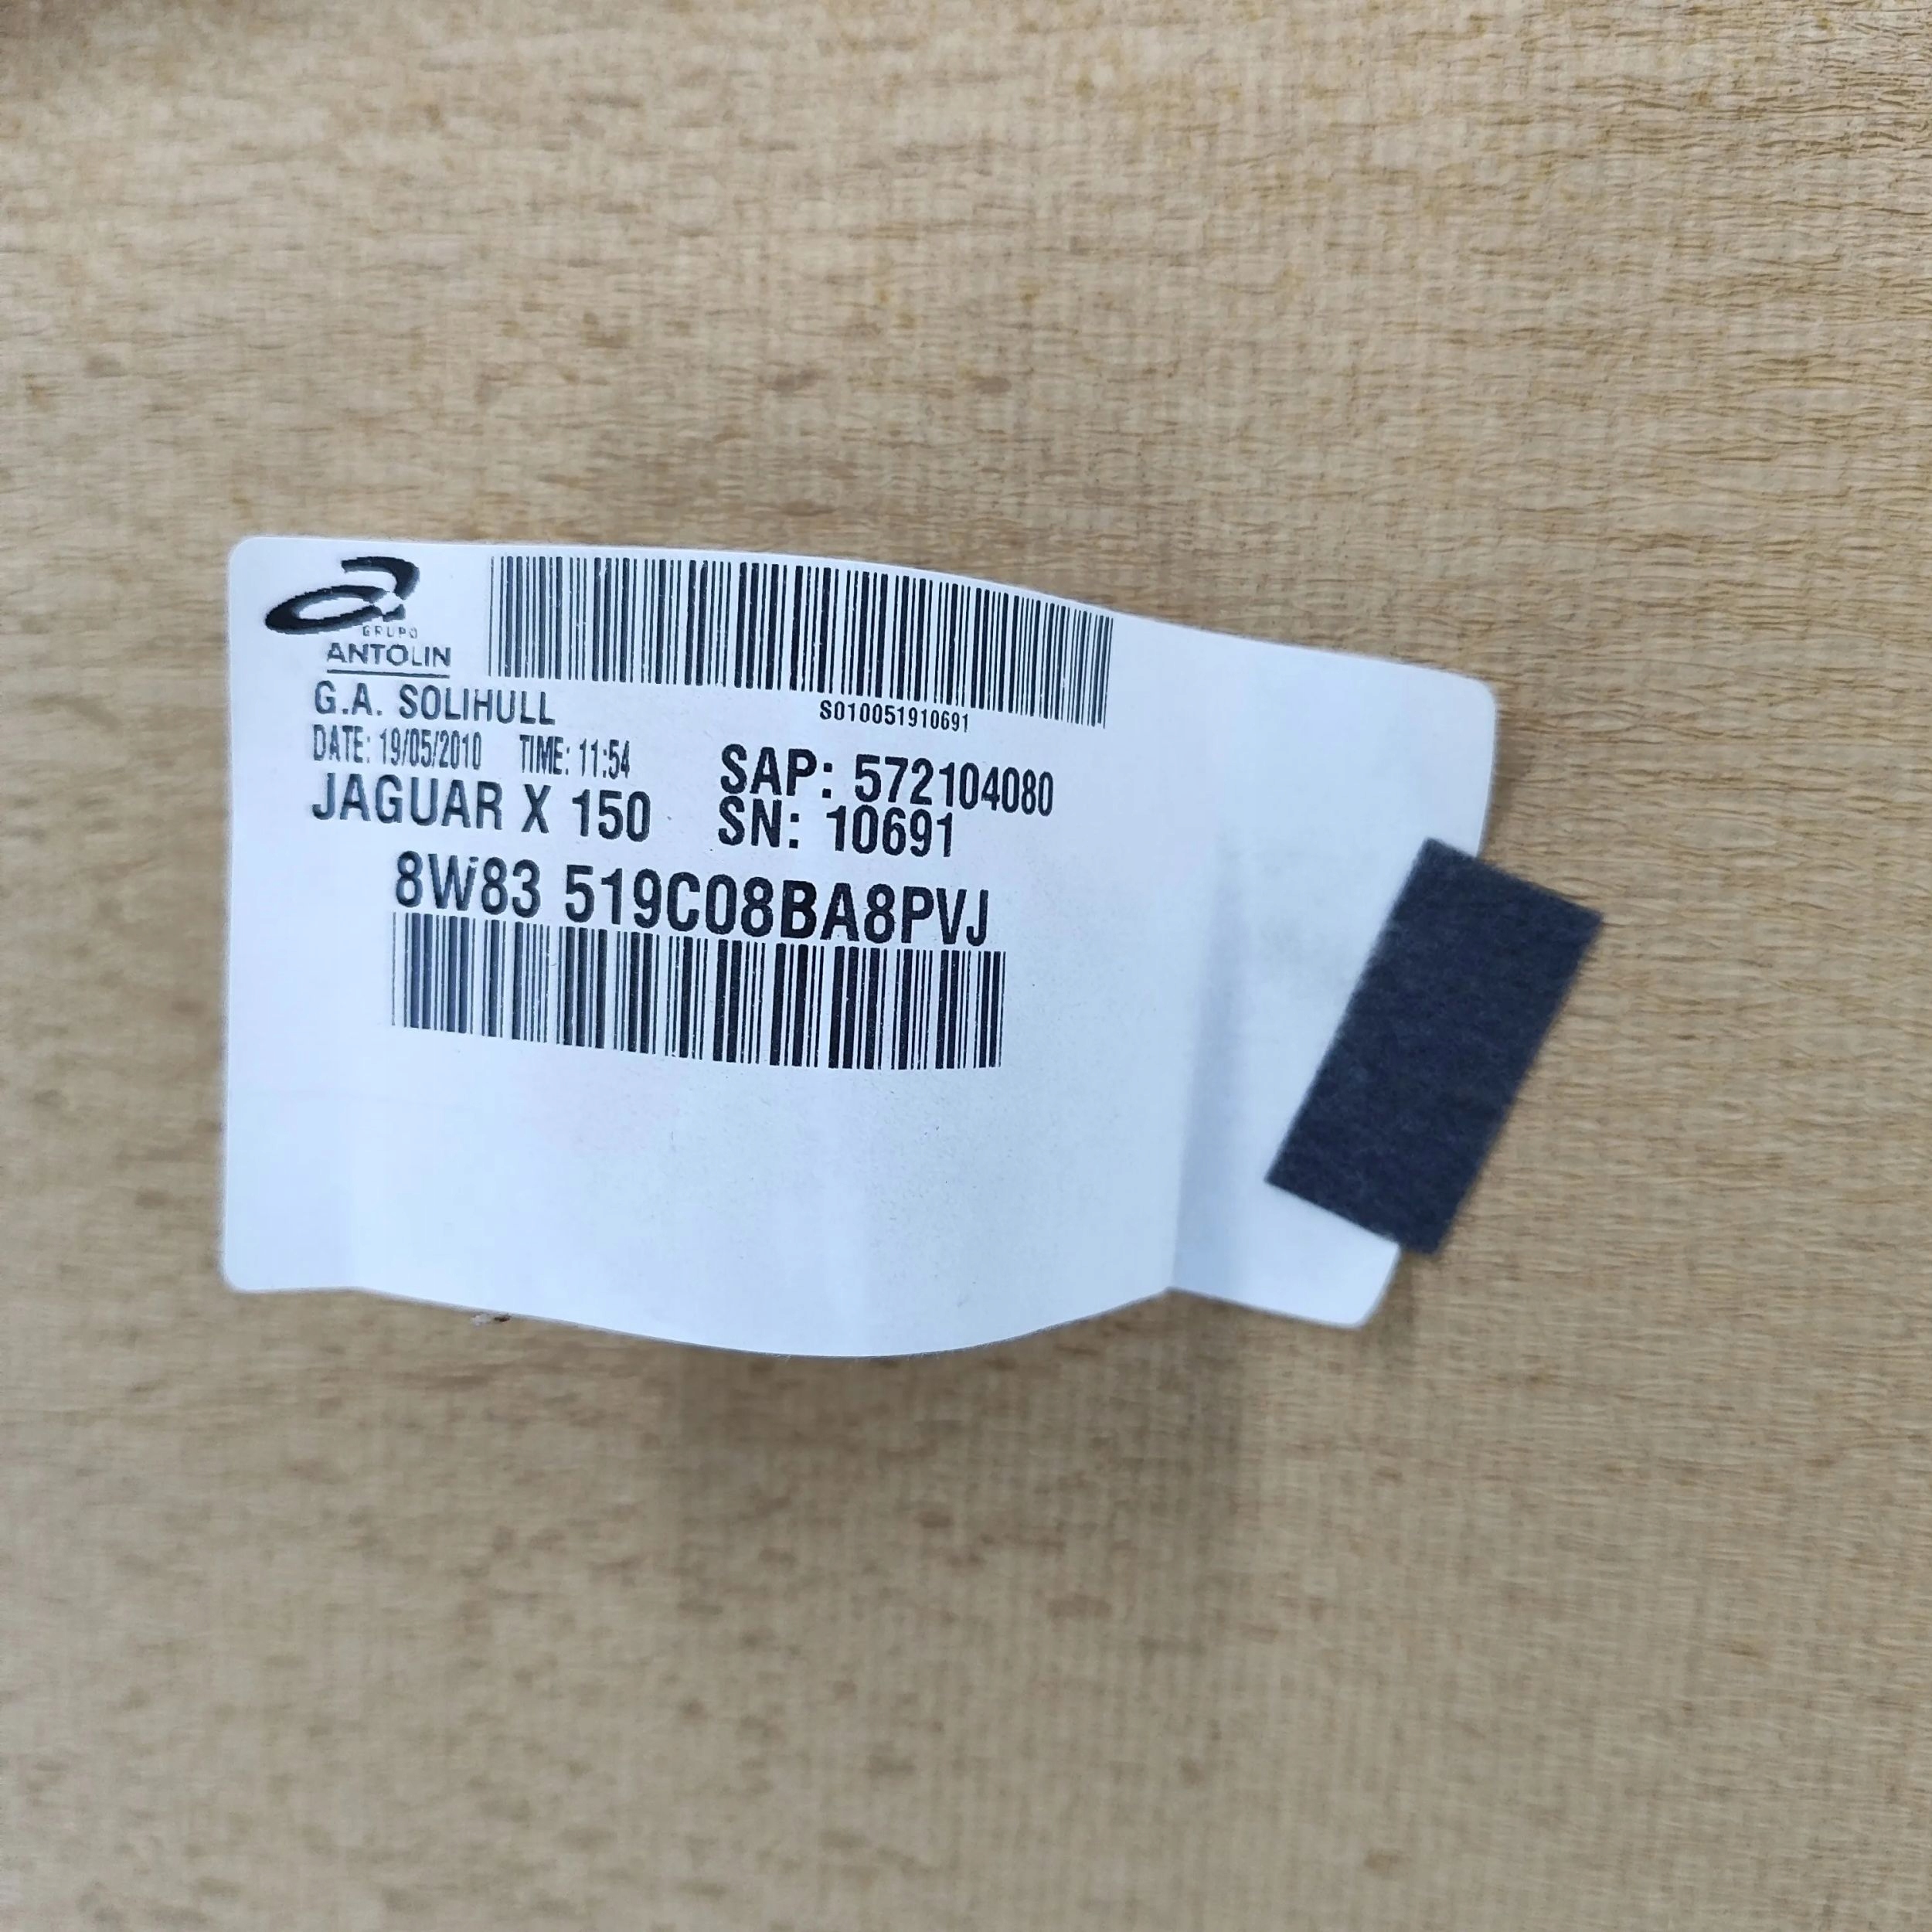 GRUPO
ANTOLIN
S010051910691
G.A. SOLIHULL
DATE: 19/05/2010 TIME: 11:54
SAP: 572104080
JAGUAR X 150
SN: 10691
8W83 519C08BA8PVJ